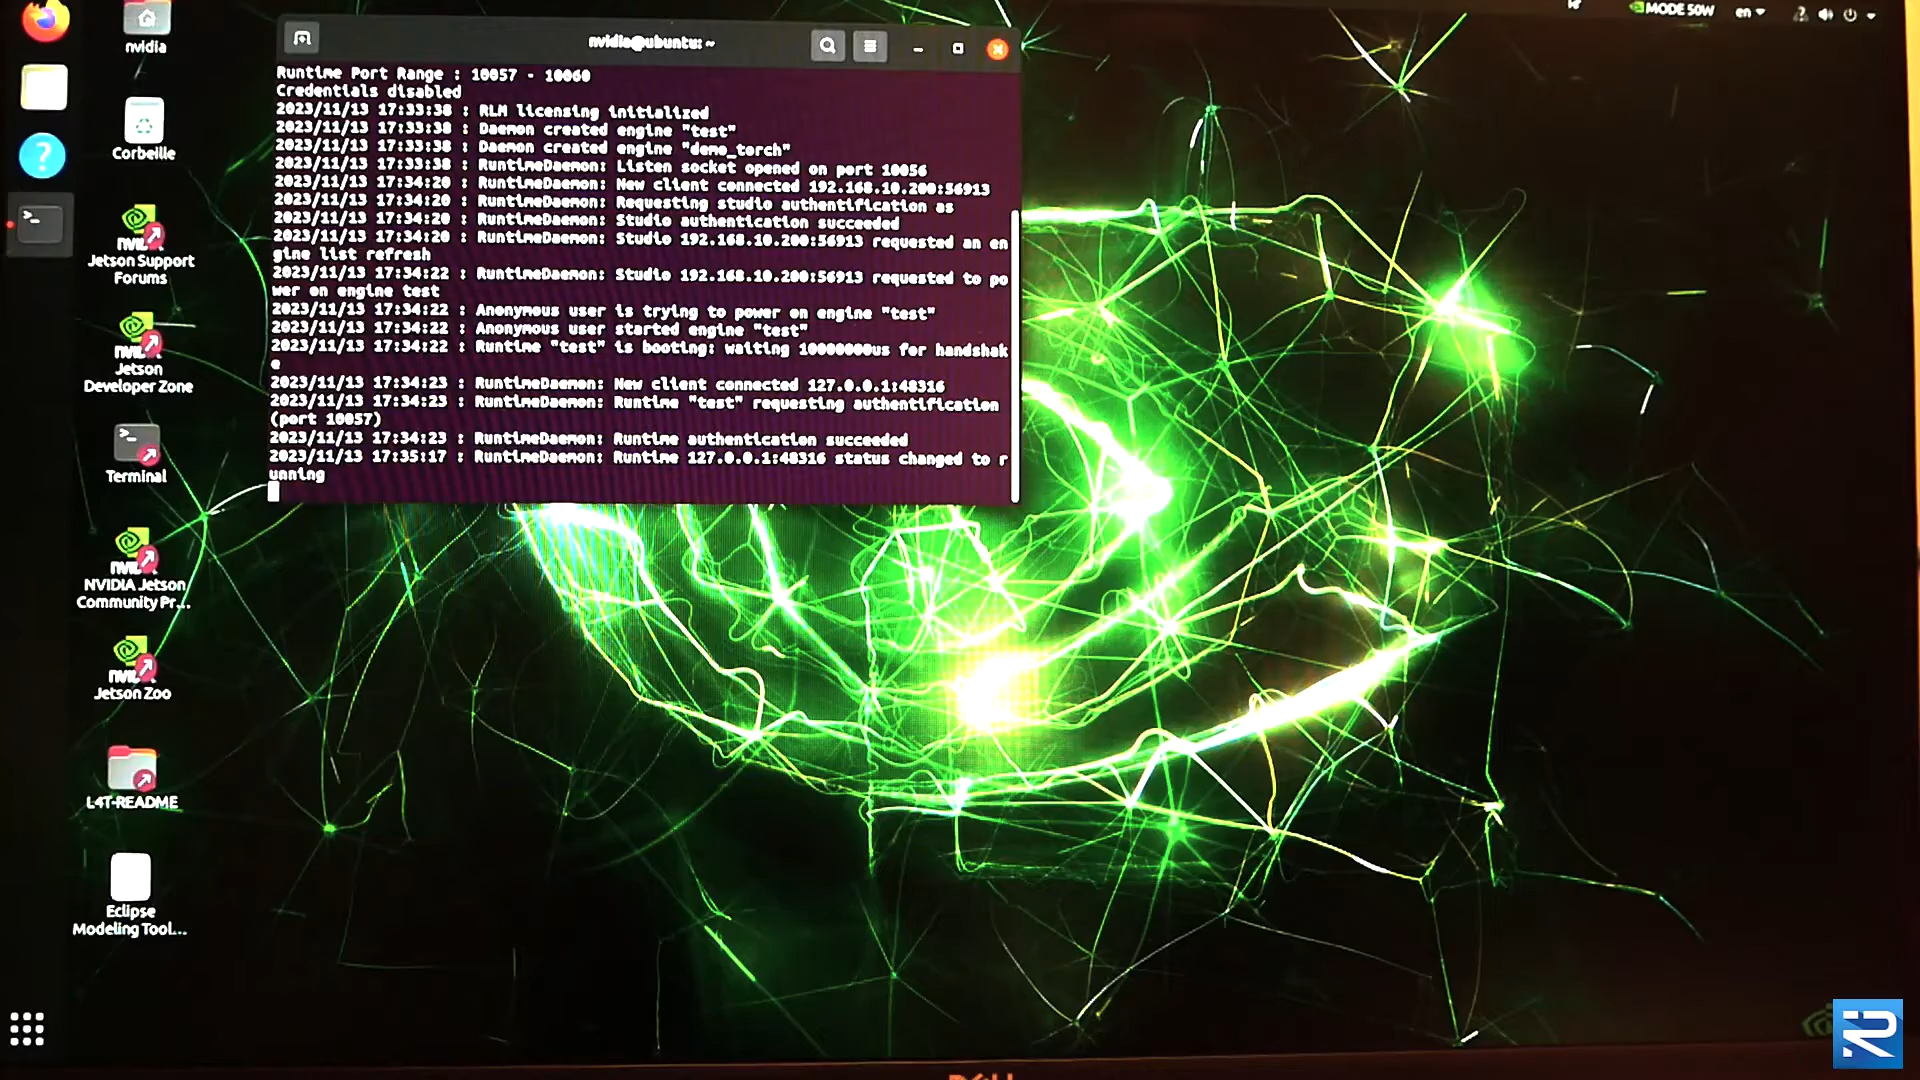 MODE 50W
en
nvidia
Corbeille
Jetson Support
Forums
Jetson
Developer Zone
Terminal
NVIDIA Jetson
Community Pr...
Jetson Zoo
L4T-README
Eclipse
Modeling Tool...
nvidia@ubuntu: ~
Runtime Port Range : 10057 - 10060
Credentials disabled
2023/11/13 17:33:38 : RLM licensing initialized
2023/11/13 17:33:38 : Daemon created engine "test"
2023/11/13 17:33:38 : Daemon created engine "demo_torch"
2023/11/13 17:33:38 : RuntimeDaemon: Listen socket opened on port 10056
2023/11/13 17:34:20 : RuntimeDaemon: New client connected 192.168.10.200:56913
2023/11/13 17:34:20 : RuntimeDaemon: Requesting studio authentification as
2023/11/13 17:34:20 : RuntimeDaemon: Studio authentication succeeded
2023/11/13 17:34:20 : RuntimeDaemon: Studio 192.168.10.200:56913 requested an en
gine list refresh
2023/11/13 17:34:22 : RuntimeDaemon: Studio 192.168.10.200:56913 requested to po
wer on engine test
2023/11/13 17:34:22 : Anonymous user is trying to power on engine "test"
2023/11/13 17:34:22 : Anonymous user started engine "test"
2023/11/13 17:34:22 : Runtime "test" is booting: waiting 10000000us for handshak
e
2023/11/13 17:34:23 : RuntimeDaemon: New client connected 127.0.0.1:48316
2023/11/13 17:34:23 : RuntimeDaemon: Runtime "test" requesting authentification
(port 10057)
2023/11/13 17:34:23 : RuntimeDaemon: Runtime authentication succeeded
2023/11/13 17:35:17 : RuntimeDaemon: Runtime 127.0.0.1:48316 status changed to r
unning